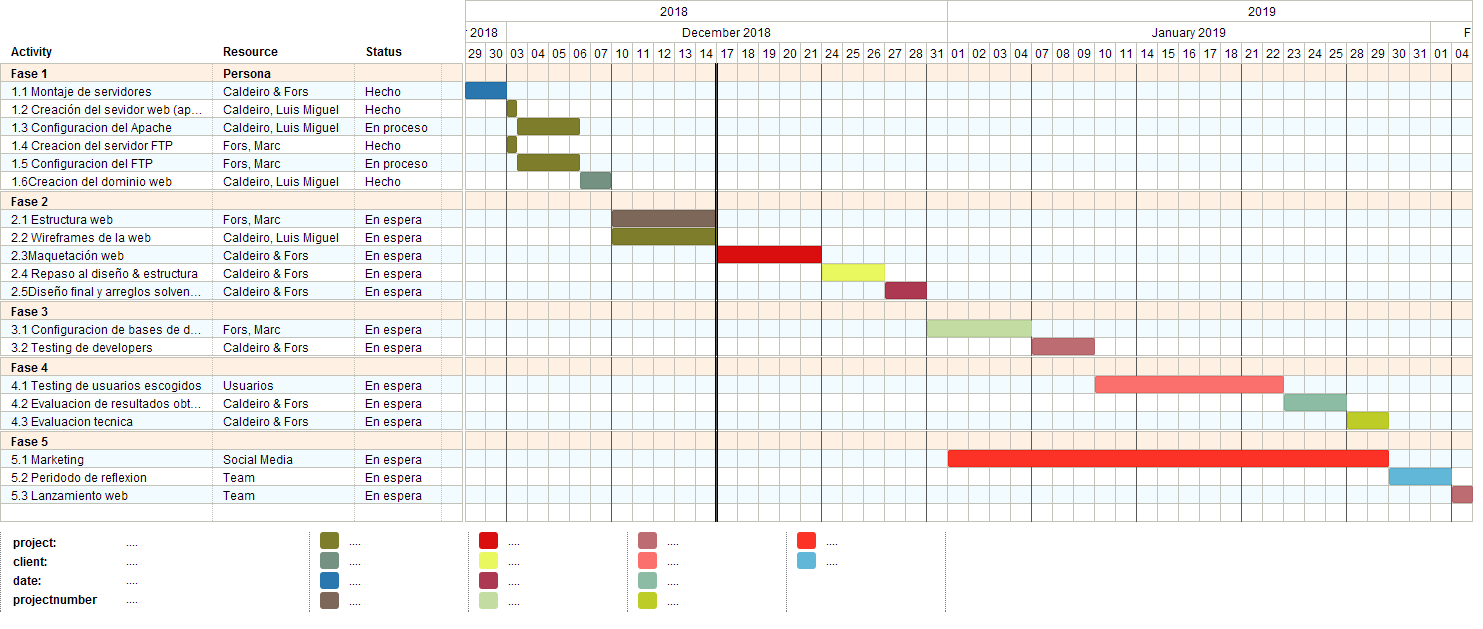 2018 2019
r 2018 December 2018 January 2019 F
Activity Resource Status 29 30 03 04 05 06 07 10 11 12 13 14 17 18 19 20 21 24 25 26 27 28 31 01 02 03 04 07 08 09 10 11 14 15 16 17 18 21 22 23 24 25 28 29 30 31 01 04
Fase 1 Persona
1.1 Montaje de servidores Caldeiro & Fors Hecho
1.2 Creación del sevidor web (ap... Caldeiro, Luis Miguel Hecho
1.3 Configuracion del Apache Caldeiro, Luis Miguel En proceso
1.4 Creacion del servidor FTP Fors, Marc Hecho
1.5 Configuracion del FTP Fors, Marc En proceso
1.6Creacion del dominio web Caldeiro, Luis Miguel Hecho
Fase 2
2.1 Estructura web Fors, Marc En espera
2.2 Wireframes de la web Caldeiro, Luis Miguel En espera
2.3Maquetación web Caldeiro & Fors En espera
2.4 Repaso al diseño & estructura Caldeiro & Fors En espera
2.5Diseño final y arreglos solven... Caldeiro & Fors En espera
Fase 3
3.1 Configuracion de bases de d... Fors, Marc En espera
3.2 Testing de developers Caldeiro & Fors En espera
Fase 4
4.1 Testing de usuarios escogidos Usuarios En espera
4.2 Evaluacion de resultados obt... Caldeiro & Fors En espera
4.3 Evaluacion tecnica Caldeiro & Fors En espera
Fase 5
5.1 Marketing Social Media En espera
5.2 Peridodo de reflexion Team En espera
5.3 Lanzamiento web Team En espera
project: .... .... .... .... ....
client: .... .... .... .... ....
date: .... .... .... ....
projectnumber .... .... .... ....